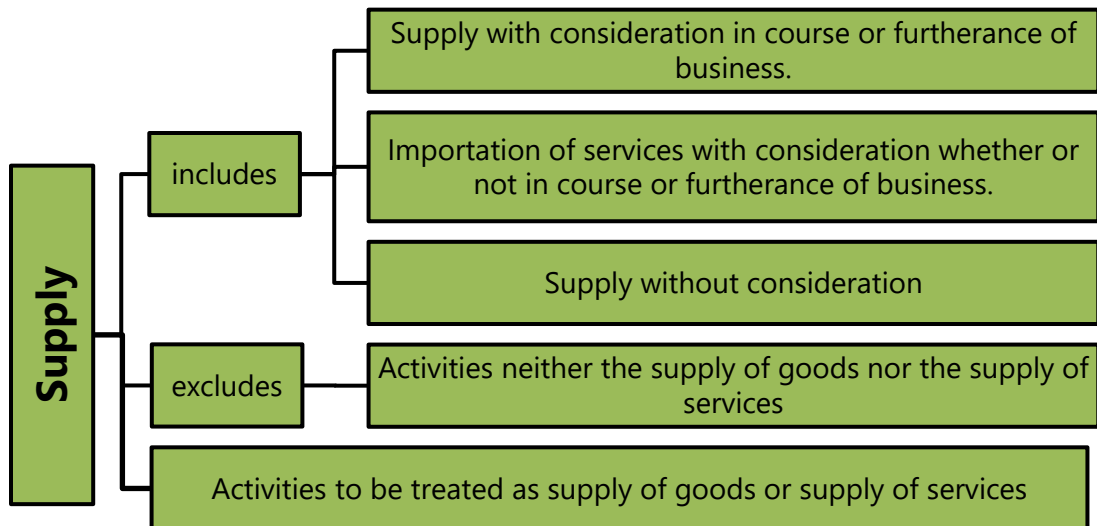 Supply
includes
Supply with consideration in course or furtherance of
business.
Importation of services with consideration whether or
not in course or furtherance of business.
Supply without consideration
excludes
Activities neither the supply of goods nor the supply of
services
Activities to be treated as supply of goods or supply of services